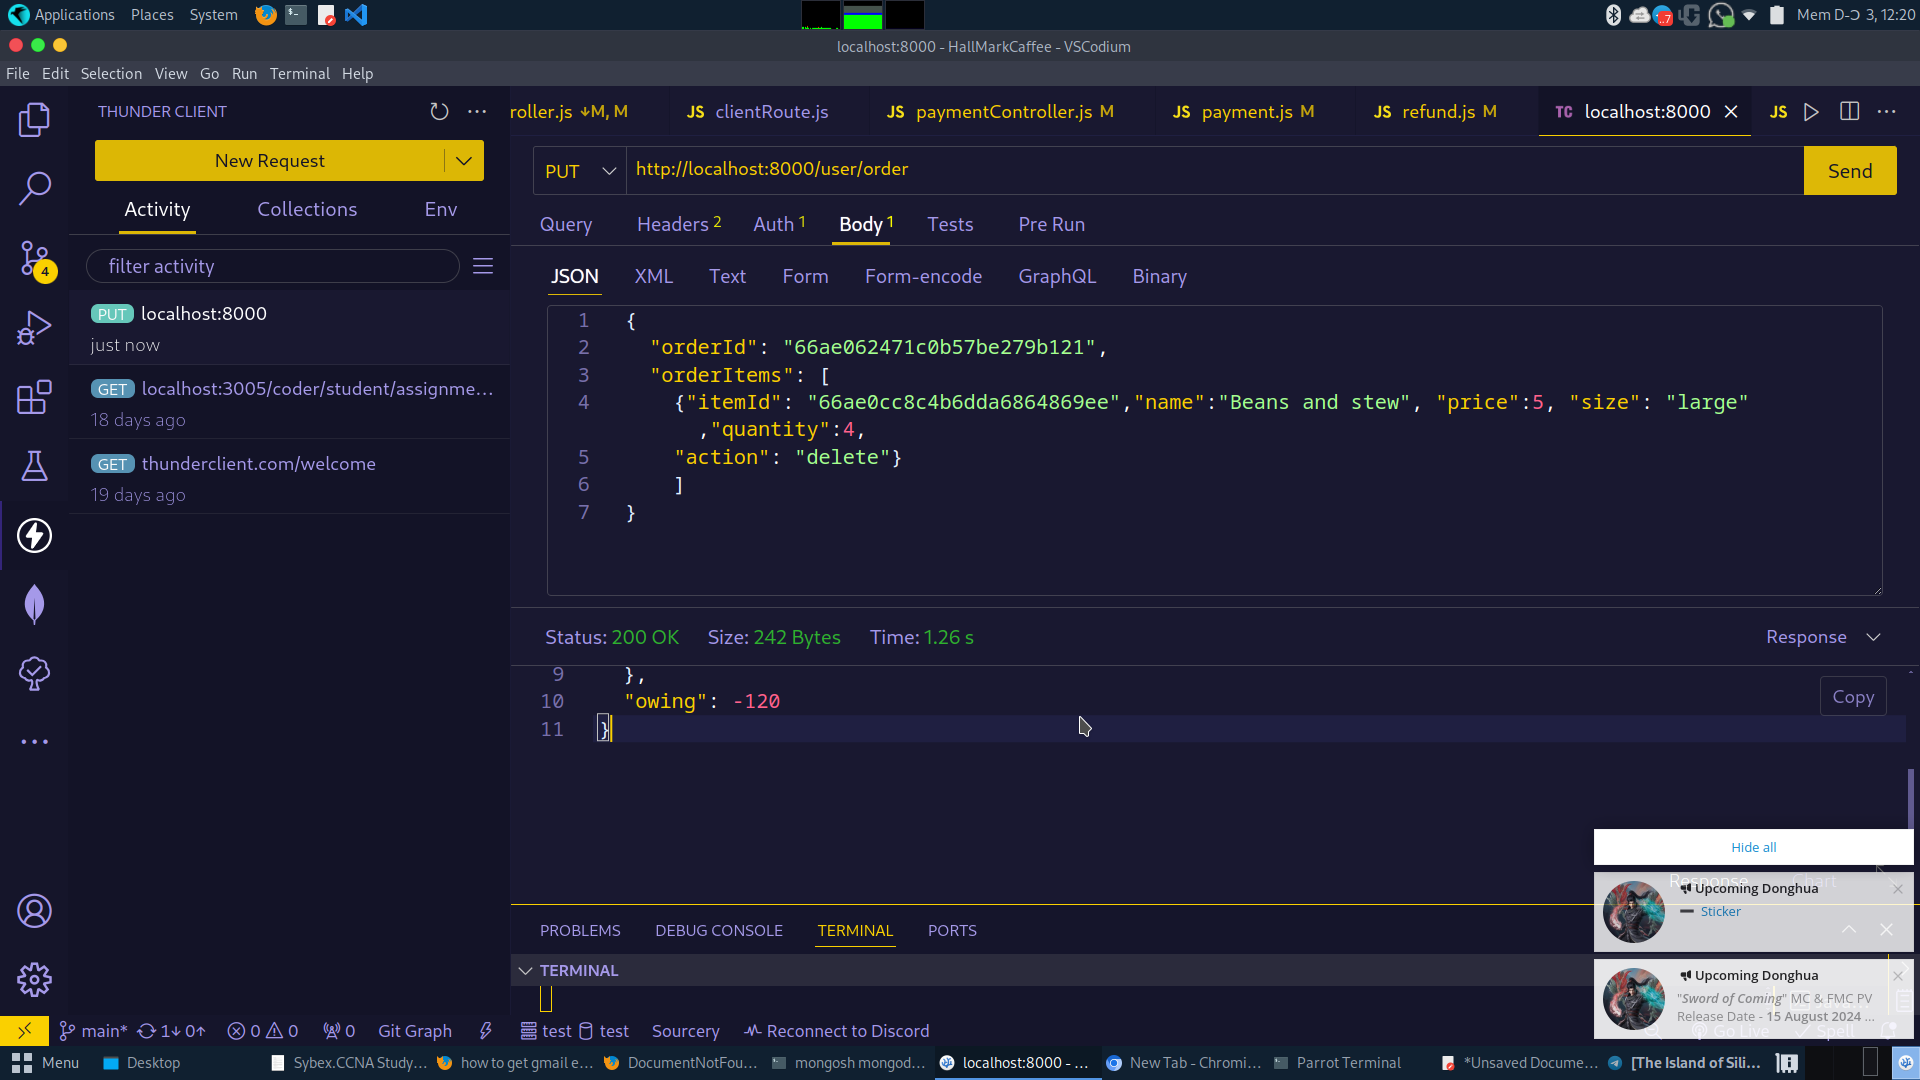 Applications Places System
Mem D-Ɔ 3, 12:20
localhost:8000 - HallMarkCaffee - VSCodium
File Edit Selection View Go Run Terminal Help
THUNDER CLIENT
New Request
Activity Collections Env
filter activity
PUT localhost:8000
just now
GET localhost:3005/coder/student/assignme...
18 days ago
GET thunderclient.com/welcome
19 days ago
4
roller.js ↓M, M
JS clientRoute.js
JS paymentController.js M
JS payment.js M
JS refund.js M
TC localhost:8000
JS
PUT http://localhost:8000/user/order Send
Query Headers 2 Auth 1 Body 1 Tests Pre Run
JSON XML Text Form Form-encode GraphQL Binary
1 {
2 "orderId": "66ae062471c0b57be279b121",
3 "orderItems": [
4 {"itemId": "66ae0cc8c4b6dda6864869ee","name":"Beans and stew", "price":5, "size": "large"
,"quantity":4,
5 "action": "delete"}
6 ]
7 }
Status: 200 OK Size: 242 Bytes Time: 1.26 s Response
9 },
10 "owing": -120
11 }
Copy
Response Chart
Hide all
Upcoming Donghua
Sticker
Upcoming Donghua
"Sword of Coming" MC & FMC PV
Release Date - 15 August 2024 ...
PROBLEMS DEBUG CONSOLE TERMINAL PORTS
TERMINAL
main* 1↓ 0↑ 0 0 0 Git Graph test test Sourcery Reconnect to Discord Go Live Spell
Menu Desktop Sybex.CCNA Study... how to get gmail e... DocumentNotFou... mongosh mongod... localhost:8000 - ... New Tab - Chromi... Parrot Terminal *Unsaved Docume... [The Island of Sili...